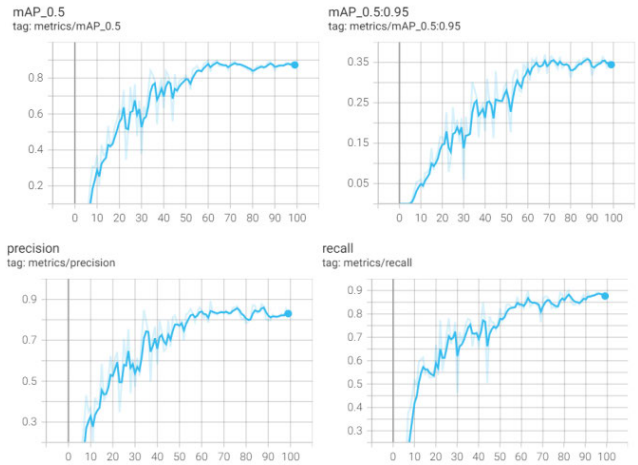 mAP_0.5
tag: metrics/mAP_0.5
0.8
0.6
0.4
0.2
0 10 20 30 40 50 60 70 80 90 100
mAP_0.5:0.95
tag: metrics/mAP_0.5:0.95
0.35
0.25
0.15
0.05
0 10 20 30 40 50 60 70 80 90 100
precision
tag: metrics/precision
0.9
0.7
0.5
0.3
0 10 20 30 40 50 60 70 80 90 100
recall
tag: metrics/recall
0.9
0.8
0.7
0.6
0.5
0.4
0.3
0 10 20 30 40 50 60 70 80 90 100